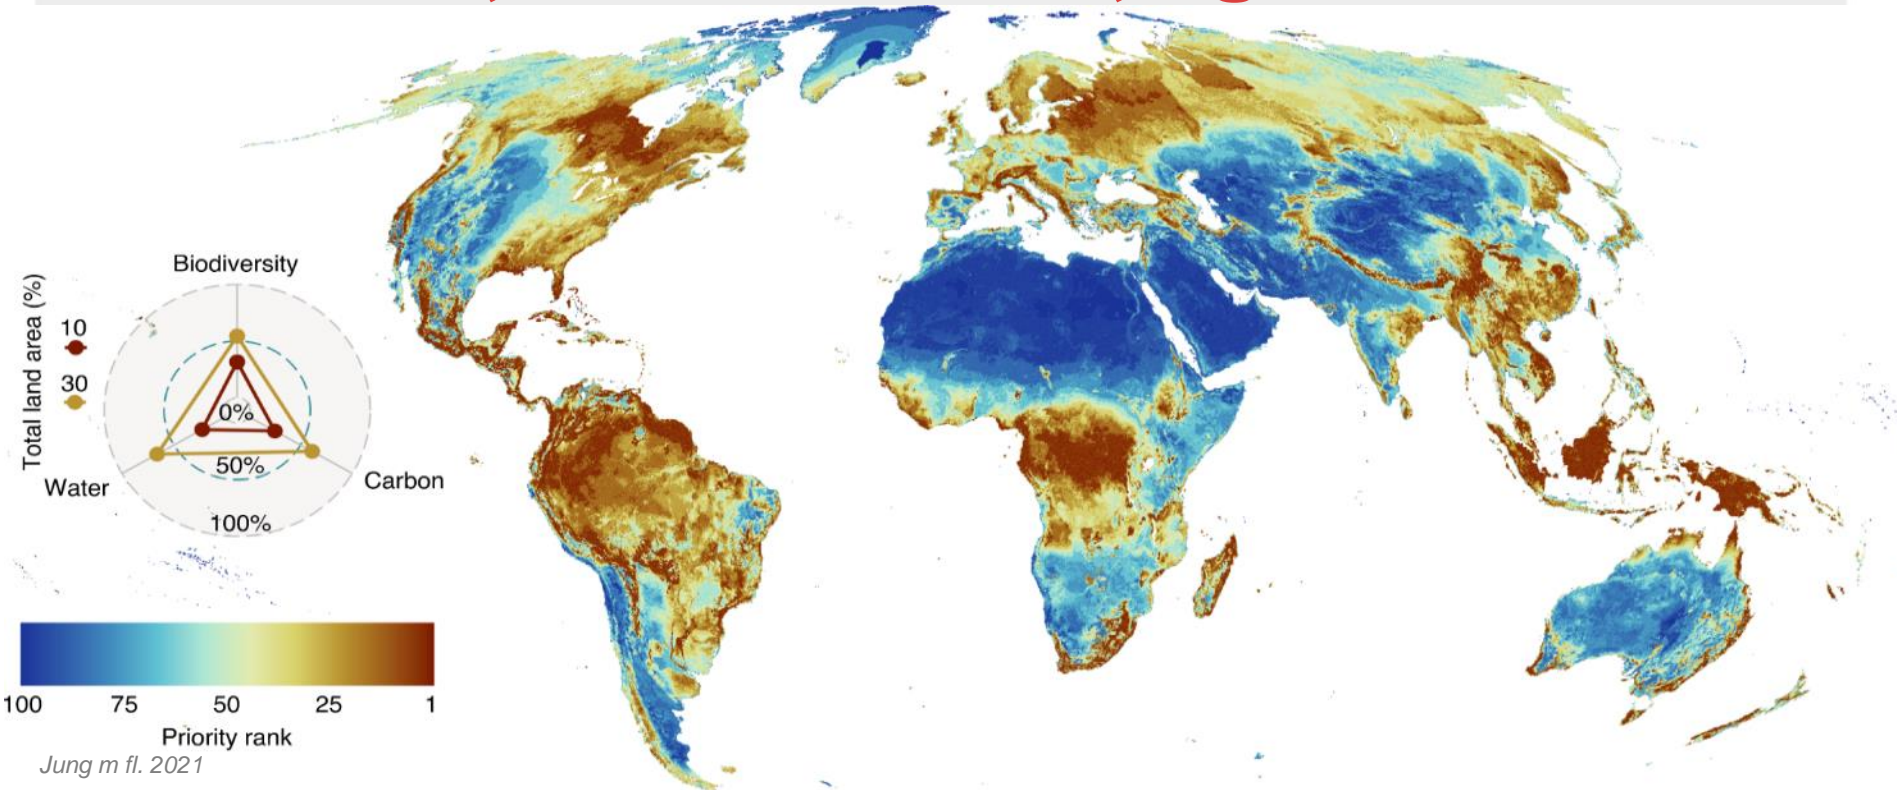 Biodiversity
Total land area (%)
10
30
0%
50%
100%
Water
Carbon
100 75 50 25 1
Priority rank
Jung m fl. 2021